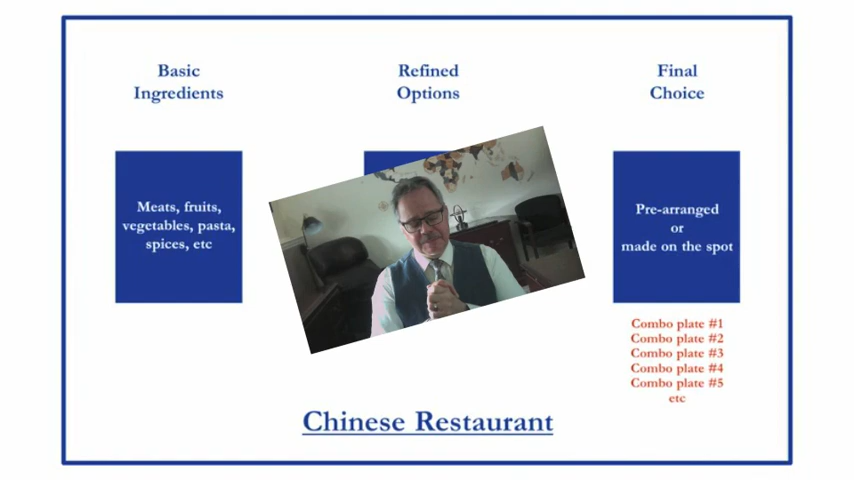 Basic
Ingredients
Refined
Options
Final
Choice
Meats, fruits,
vegetables, pasta,
spices, etc
Pre-arranged
or
made on the spot
Combo plate #1
Combo plate #2
Combo plate #3
Combo plate #4
Combo plate #5
etc
Chinese Restaurant